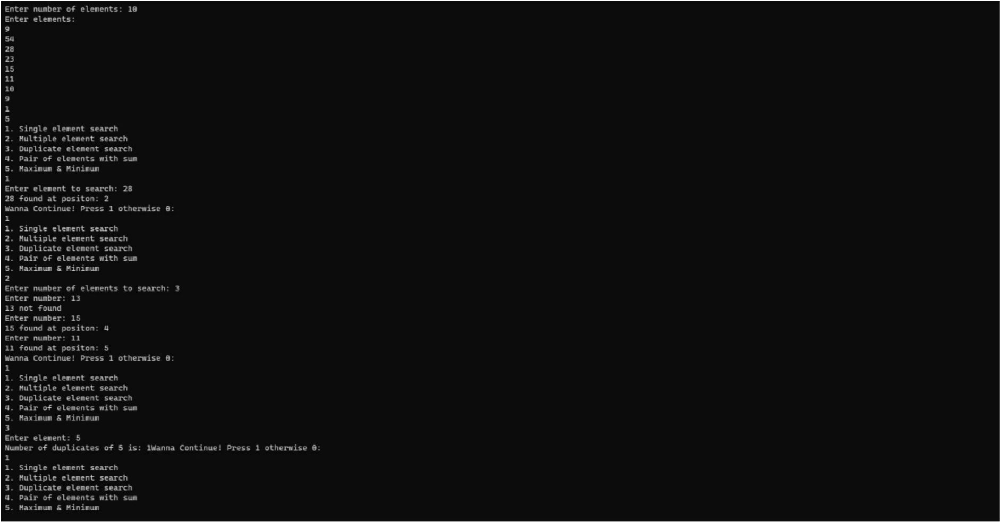 Enter number of elements: 10
Enter elements:
9
54
28
23
15
11
10
9
1
5
1. Single element search
2. Multiple element search
3. Duplicate element search
4. Pair of elements with sum
5. Maximum & Minimum
1
Enter element to search: 28
28 found at positon: 2
Wanna Continue! Press 1 otherwise 0:
1
1. Single element search
2. Multiple element search
3. Duplicate element search
4. Pair of elements with sum
5. Maximum & Minimum
2
Enter number of elements to search: 3
Enter number: 13
13 not found
Enter number: 15
15 found at positon: 4
Enter number: 11
11 found at positon: 5
Wanna Continue! Press 1 otherwise 0:
1
1. Single element search
2. Multiple element search
3. Duplicate element search
4. Pair of elements with sum
5. Maximum & Minimum
3
Enter element: 5
Number of duplicates of 5 is: 1Wanna Continue! Press 1 otherwise 0:
1
1. Single element search
2. Multiple element search
3. Duplicate element search
4. Pair of elements with sum
5. Maximum & Minimum